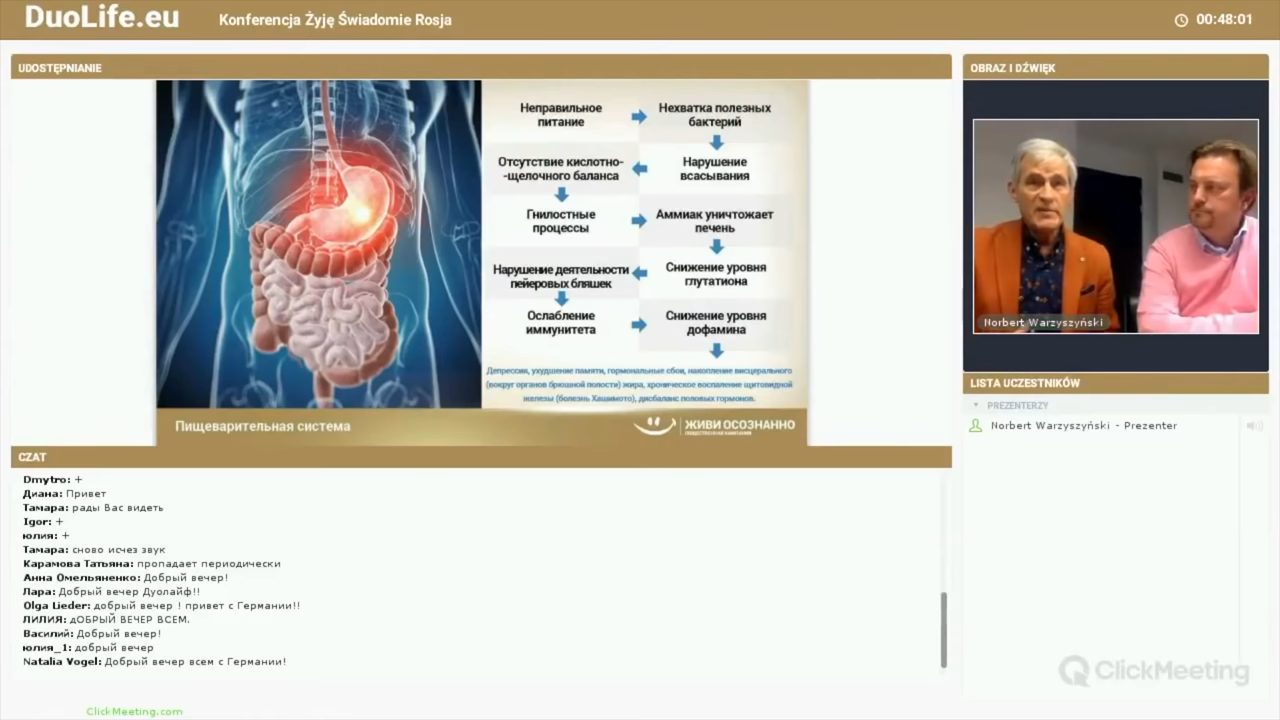 DuoLife.eu
Konferencja Żyję Świadomie Rosja
00:48:01
UDOSTĘPNIANIE
Неправильное
питание
Нехватка полезных
бактерий
Отсутствие кислотно-
-щелочного баланса
Нарушение
всасывания
Гнилостные
процессы
Аммиак уничтожает
печень
Нарушение деятельности
пейеровых бляшек
Снижение уровня
глутатиона
Ослабление
иммунитета
Снижение уровня
дофамина
Депрессия, ухудшение памяти, гормональные сбои, накопление висцерального
(вокруг органов брюшной полости) жира, хроническое воспаление щитовидной
железы (болезнь Хашимото), дисбаланс половых гормонов.
Пищеварительная система
ЖИВИ ОСОЗНАННО
ОБЩЕСТВЕННАЯ КАМПАНИЯ
OBRAZ I DŹWIĘK
Norbert Warzyszyński
LISTA UCZESTNIKÓW
PREZENTERZY
Norbert Warzyszyński - Prezenter
CZAT
Dmytro: +
Диана: Привет
Тамара: рады Вас видеть
Igor: +
юлия: +
Тамара: сново исчез звук
Карамова Татьяна: пропадает периодически
Анна Омельяненко: Добрый вечер!
Лара: Добрый вечер Дуолайф!!
Olga Lieder: добрый вечер ! привет с Германии!!
ЛИЛИЯ: дОБРЫЙ ВЕЧЕР ВСЕМ.
Василий: Добрый вечер!
юлия_1: добрый вечер
Natalia Vogel: Добрый вечер всем с Германии!
ClickMeeting
ClickMeeting.com